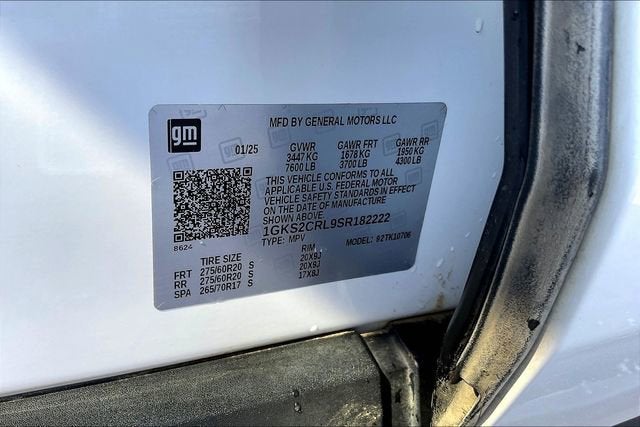 MFD BY GENERAL MOTORS LLC
gm
01/25 GVWR GAWR FRT GAWR RR
3447 KG 1678 KG 1950 KG
7600 LB 3700 LB 4300 LB
THIS VEHICLE CONFORMS TO ALL
APPLICABLE U.S. FEDERAL MOTOR
VEHICLE SAFETY STANDARDS IN EFFECT
ON THE DATE OF MANUFACTURE
SHOWN ABOVE
1GKS2CRL9SR182222
TYPE: MPV MODEL: 92TK10706
8624
TIRE SIZE RIM
FRT 275/60R20 S 20X9J
RR 275/60R20 S 20X9J
SPA 265/70R17 S 17X8J